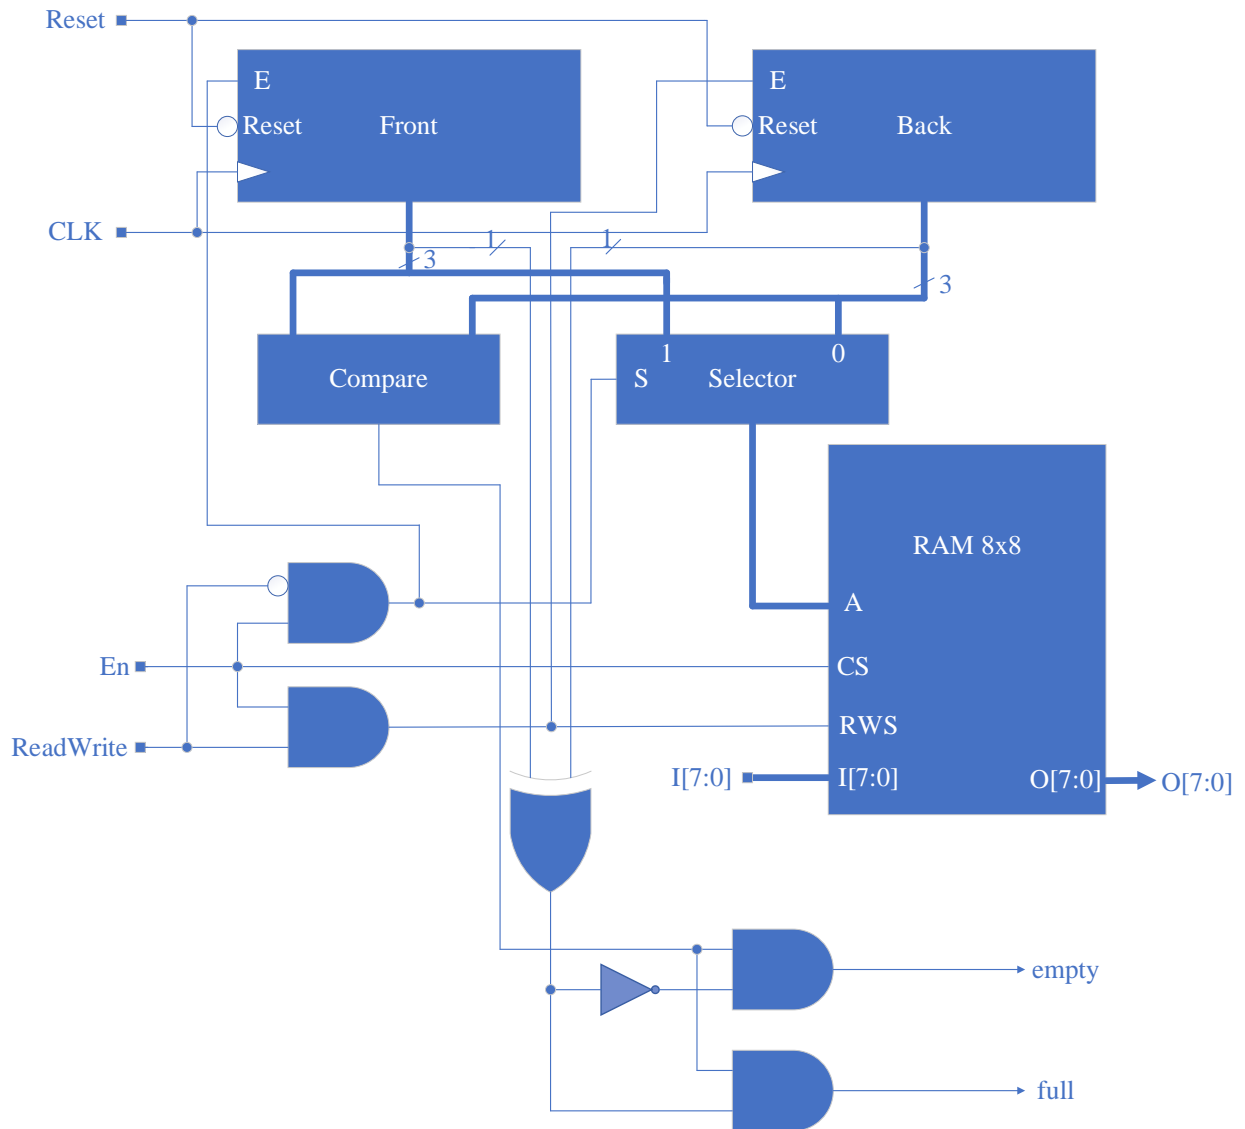 Reset
E
E
Reset
Front
Reset
Back
CLK
1
1
3
3
1
0
Compare
S
Selector
RAM 8x8
A
En
CS
RWS
ReadWrite
I[7:0]
I[7:0]
O[7:0]
O[7:0]
empty
full